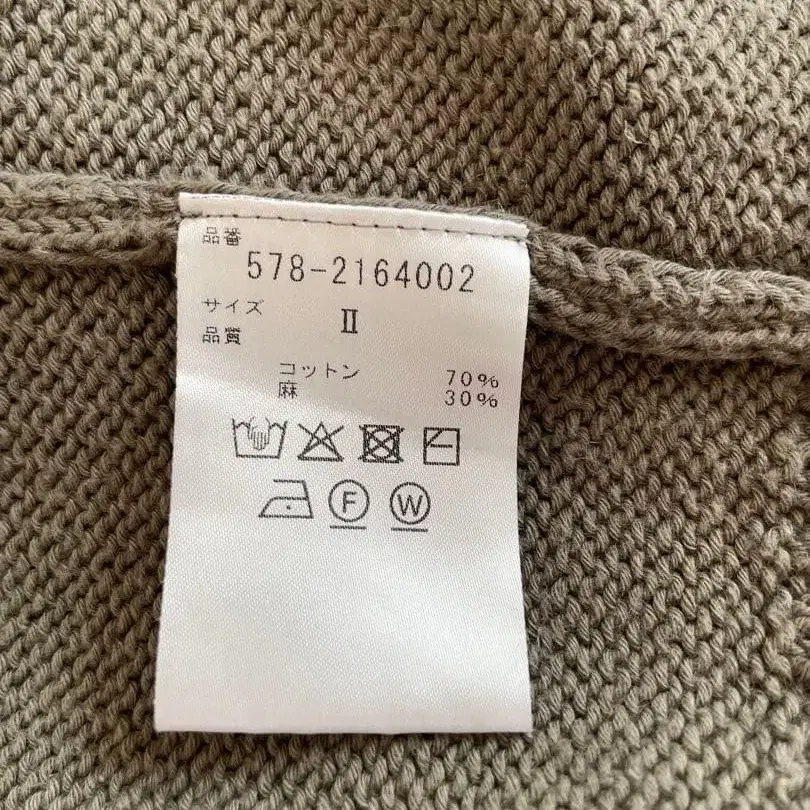 品番
578-2164002
サイズ
II
品質
コットン 70%
麻 30%
F W